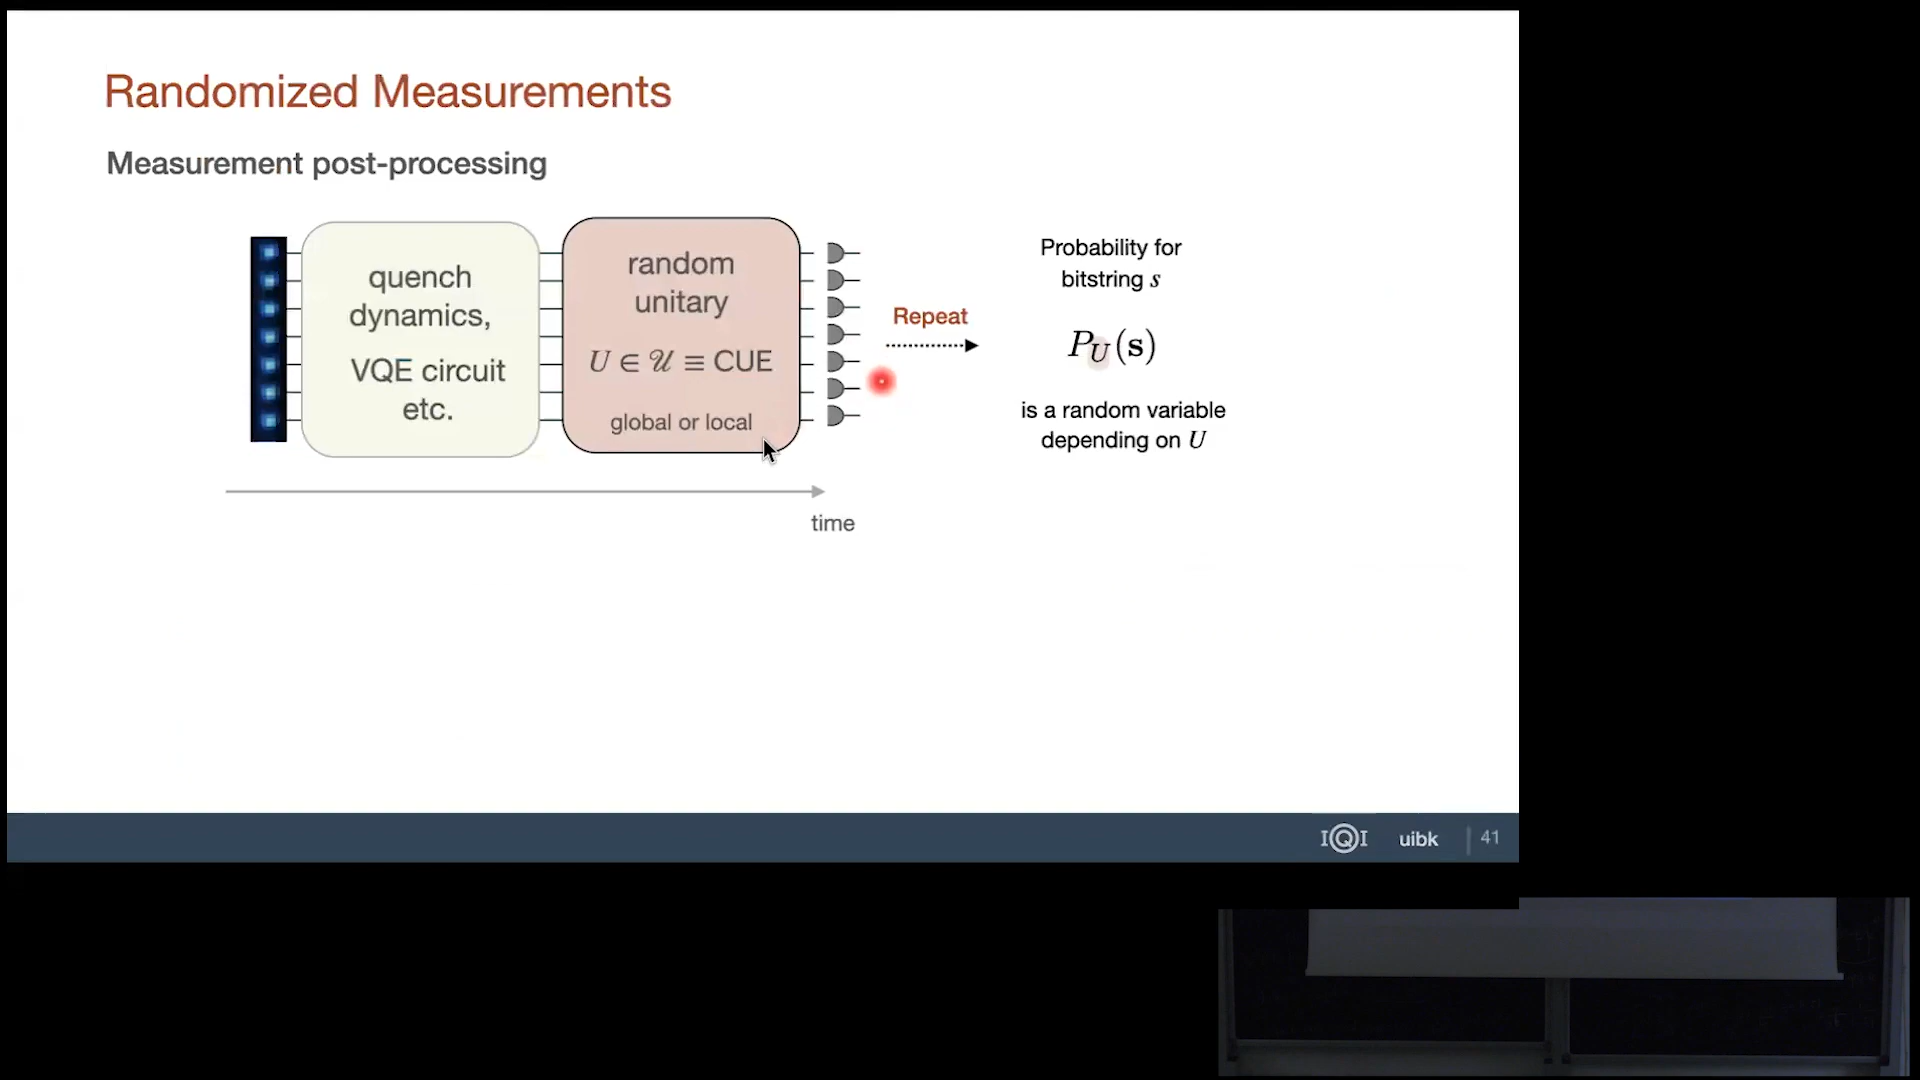 Randomized Measurements
Measurement post-processing
quench
dynamics,
VQE circuit
etc.
random
unitary
U ∈ 𝒰 ≡ CUE
global or local
Repeat
Probability for
bitstring s
P_U(s)
is a random variable
depending on U
time
IQI
uibk
41